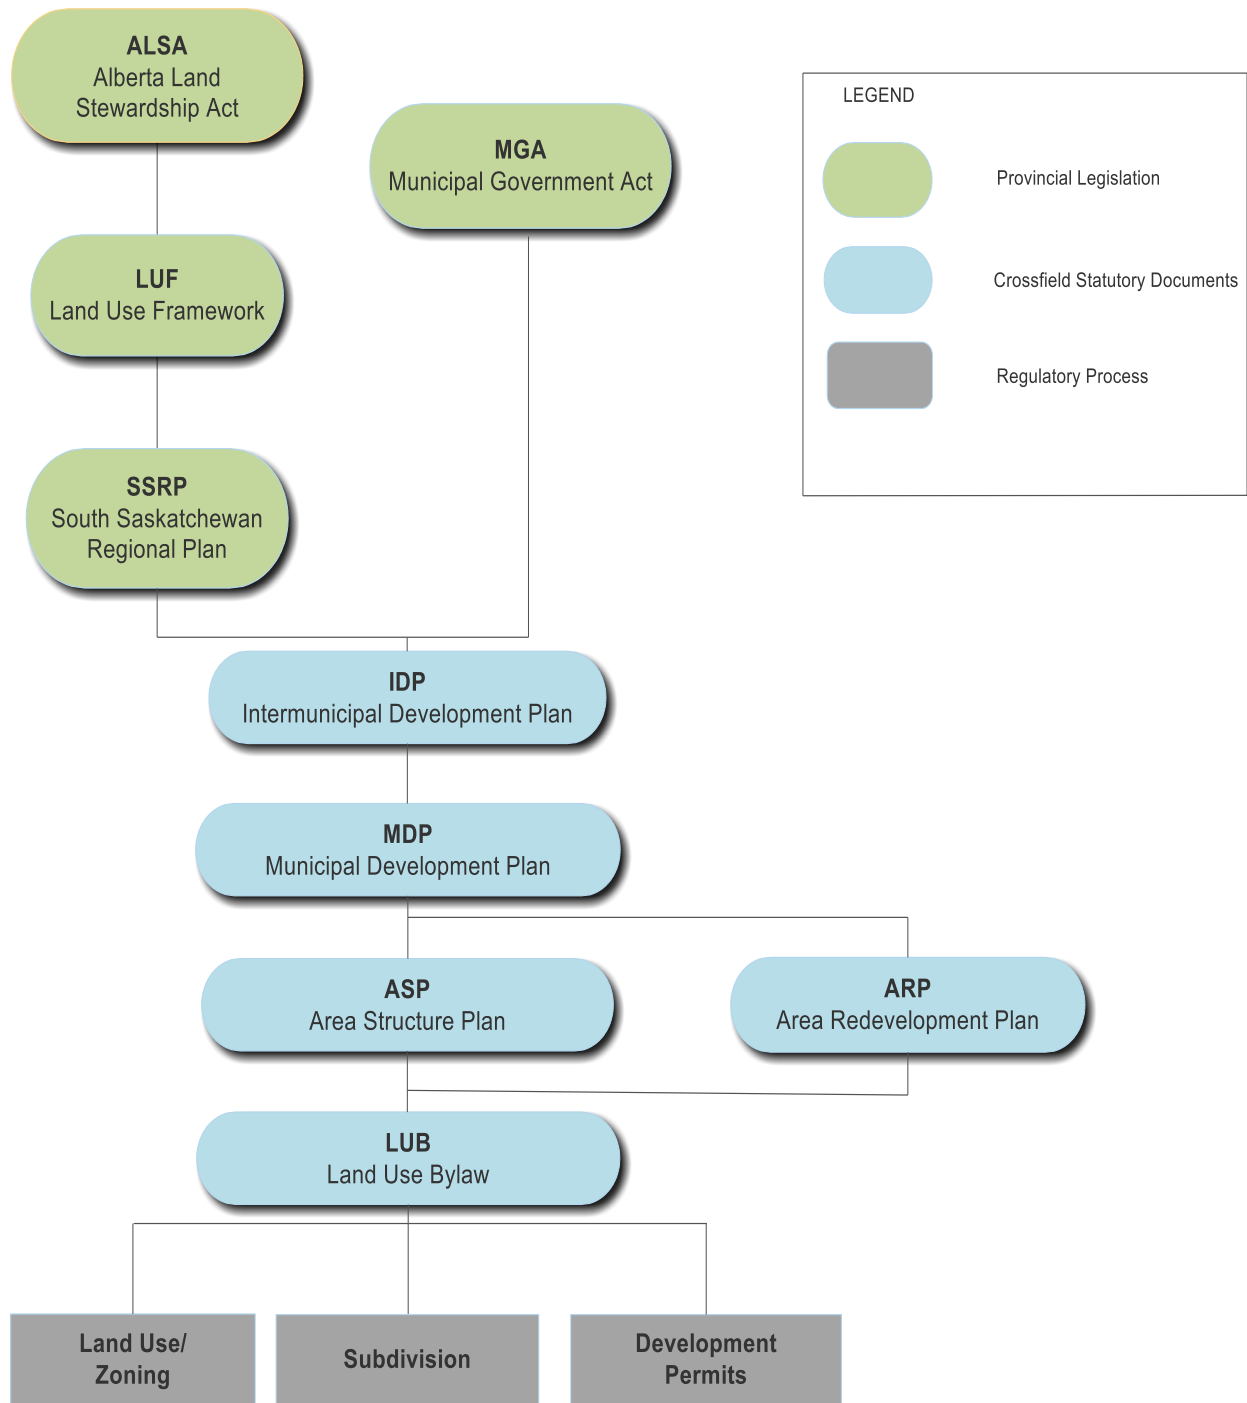 ALSA
Alberta Land
Stewardship Act
MGA
Municipal Government Act
LUF
Land Use Framework
SSRP
South Saskatchewan
Regional Plan
LEGEND
Provincial Legislation
Crossfield Statutory Documents
Regulatory Process
IDP
Intermunicipal Development Plan
MDP
Municipal Development Plan
ASP
Area Structure Plan
ARP
Area Redevelopment Plan
LUB
Land Use Bylaw
Land Use/
Zoning
Subdivision
Development
Permits